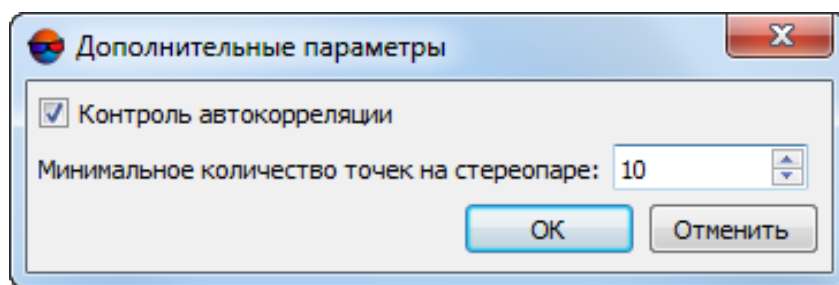 Дополнительные параметры
Контроль автокорреляции
Минимальное количество точек на стереопаре: 10
OK Отменить